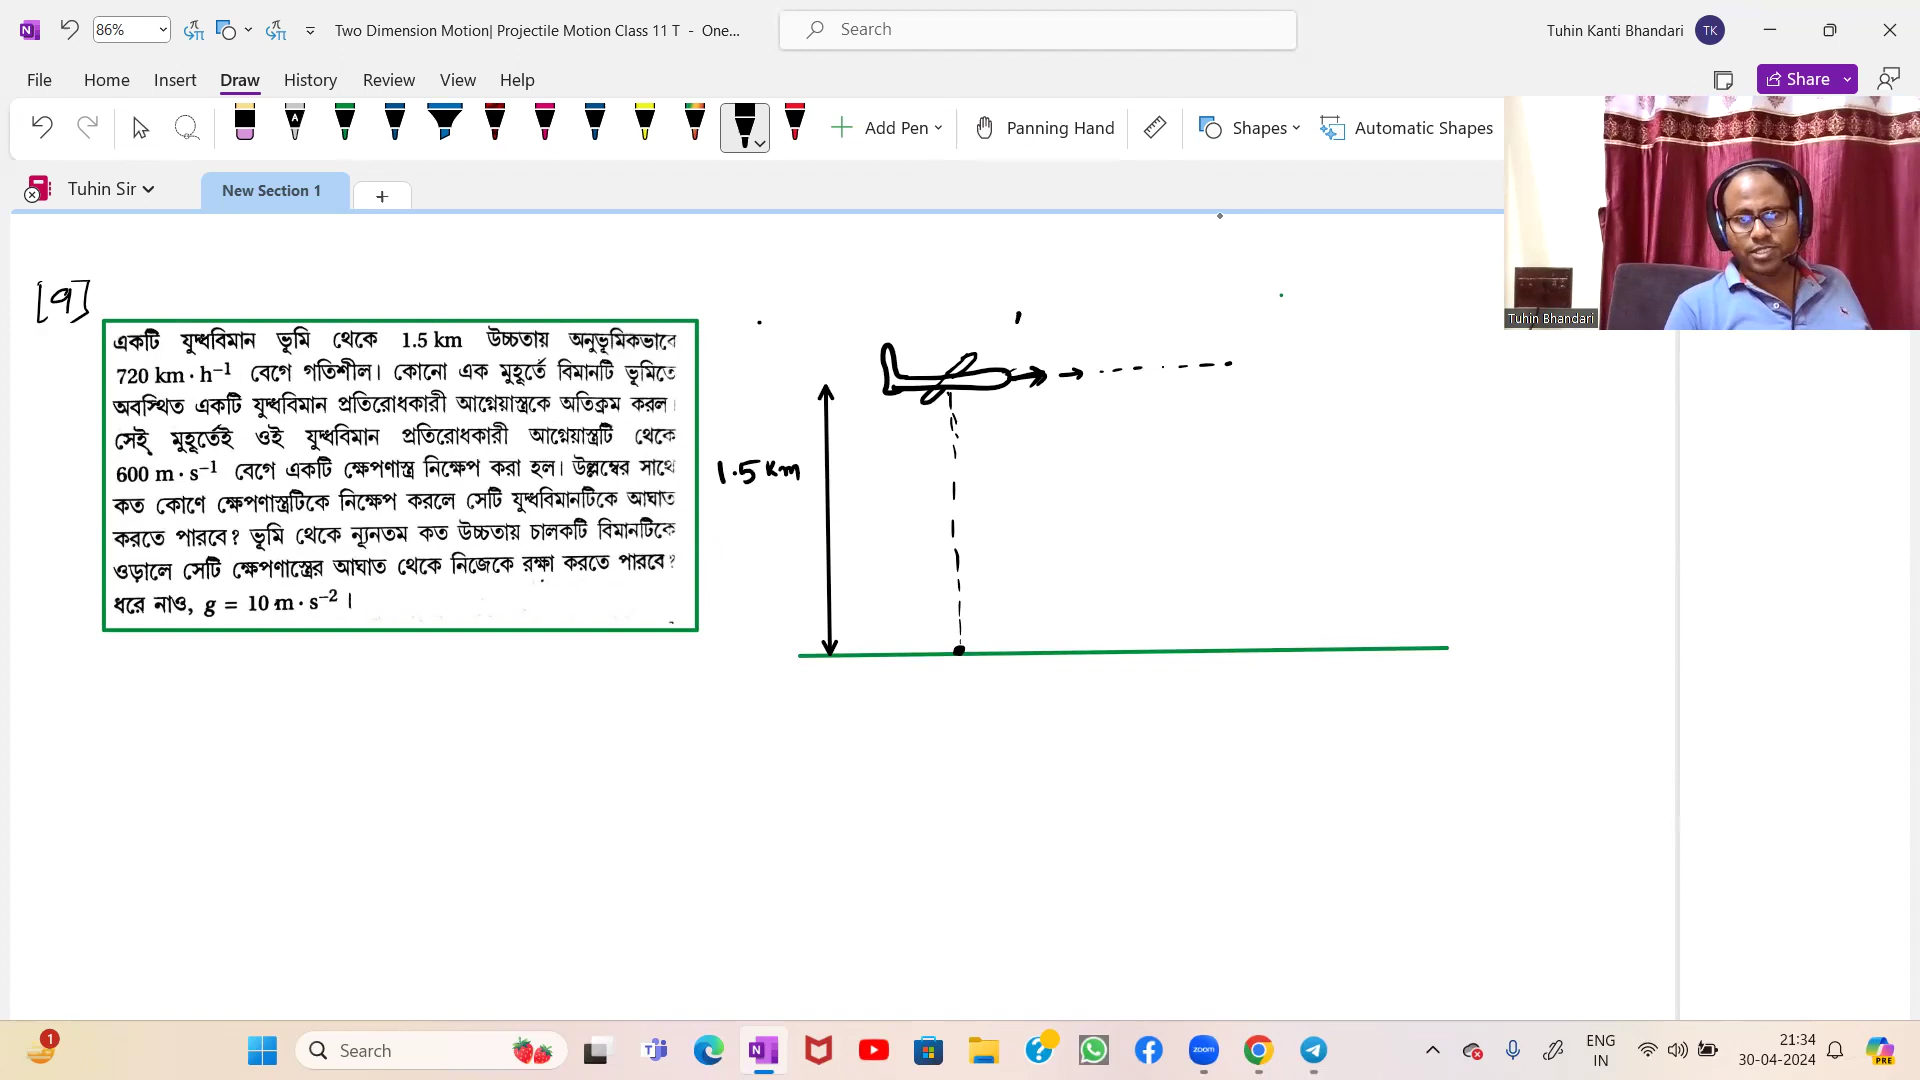 86%
Two Dimension Motion| Projectile Motion Class 11 T - One...
Search
Tuhin Kanti Bhandari
TK
File Home Insert Draw History Review View Help
Share
A
Add Pen
Panning Hand
Shapes
Automatic Shapes
Tuhin Sir
New Section 1
Tuhin Bhandari
[9]
একটি যুদ্ধবিমান ভূমি থেকে 1.5 km উচ্চতায় অনুভূমিকভাবে
720 km · h⁻¹ বেগে গতিশীল। কোনো এক মুহূর্তে বিমানটি ভূমিতে
অবস্থিত একটি যুদ্ধবিমান প্রতিরোধকারী আগ্নেয়াস্ত্রকে অতিক্রম করল।
সেই মুহূর্তেই ওই যুদ্ধবিমান প্রতিরোধকারী আগ্নেয়াস্ত্রটি থেকে
600 m · s⁻¹ বেগে একটি ক্ষেপণাস্ত্র নিক্ষেপ করা হল। উল্লম্বের সাথে
কত কোণে ক্ষেপণাস্ত্রটিকে নিক্ষেপ করলে সেটি যুদ্ধবিমানটিকে আঘাত
করতে পারবে? ভূমি থেকে ন্যূনতম কত উচ্চতায় চালকটি বিমানটিকে
ওড়ালে সেটি ক্ষেপণাস্ত্রের আঘাত থেকে নিজেকে রক্ষা করতে পারবে?
ধরে নাও, g = 10 m · s⁻² ।
1.5 km
1
Search
zoom
ENG
IN
21:34
30-04-2024
PRE